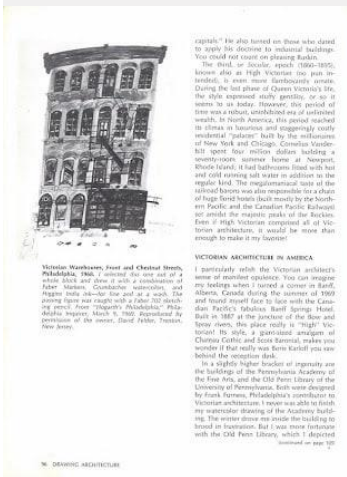 Victorian Warehouses, Front and Chestnut Streets,
Philadelphia, 1960. I selected this one out of a
whole block and drew it with a combination of
Faber Markers, Grumbacher watercolors, and
Higgins India ink—for line and as a wash. The
passing figure was caught with a Faber 702 sketch-
ing pencil. From "Hogarth's Philadelphia," Phila-
delphia Inquirer, March 9, 1969. Reproduced by
permission of the owner, David Felder, Trenton,
New Jersey.
capitals." He also turned on those who dared
to apply his doctrine to industrial buildings.
You could not count on pleasing Ruskin.
The third, or Secular, epoch (1860–1895),
known also as High Victorian (no pun in-
tended), is even more flamboyantly ornate.
During the last phase of Queen Victoria's life,
the style expressed stuffy gentility, or so it
seems to us today. However, this period of
time was a robust, uninhibited era of unlimited
wealth. In North America, this period reached
its climax in luxurious and staggeringly costly
residential "palaces" built by the millionaires
of New York and Chicago. Cornelius Vander-
bilt spent four million dollars building a
seventy-room summer home at Newport,
Rhode Island; it had bathrooms fitted with hot
and cold running salt water in addition to the
regular kind. The megalomaniacal taste of the
railroad barons was also responsible for a chain
of huge fiend hotels (built mostly by the North-
ern Pacific and the Canadian Pacific Railways)
set amidst the majestic peaks of the Rockies.
Even if High Victorian comprised all of Vic-
torian architecture, it would be more than
enough to make it my favorite!
VICTORIAN ARCHITECTURE IN AMERICA
I particularly relish the Victorian architect's
sense of manifest opulence. You can imagine
my feelings when I turned a corner in Banff,
Alberta, Canada during the summer of 1969
and found myself face to face with the Cana-
dian Pacific's fabulous Banff Springs Hotel.
Built in 1887 at the juncture of the Bow and
Spray rivers, this place really is "High" Vic-
torian! Its style, a giant-sized amalgam of
Chateau Gothic and Scots Baronial, makes you
wonder if that really was Boris Karloff you saw
behind the reception desk.
In a slightly higher bracket of ingenuity are
the buildings of the Pennsylvania Academy of
the Fine Arts, and the Old Penn Library of the
University of Pennsylvania. Both were designed
by Frank Furness, Philadelphia's contribution to
Victorian architecture. I never was able to finish
my watercolor drawing of the Academy build-
ing. The winter drove me inside the building to
brood in frustration. But I was more fortunate
with the Old Penn Library, which I depicted
(continued on page 102
96 DRAWING ARCHITECTURE